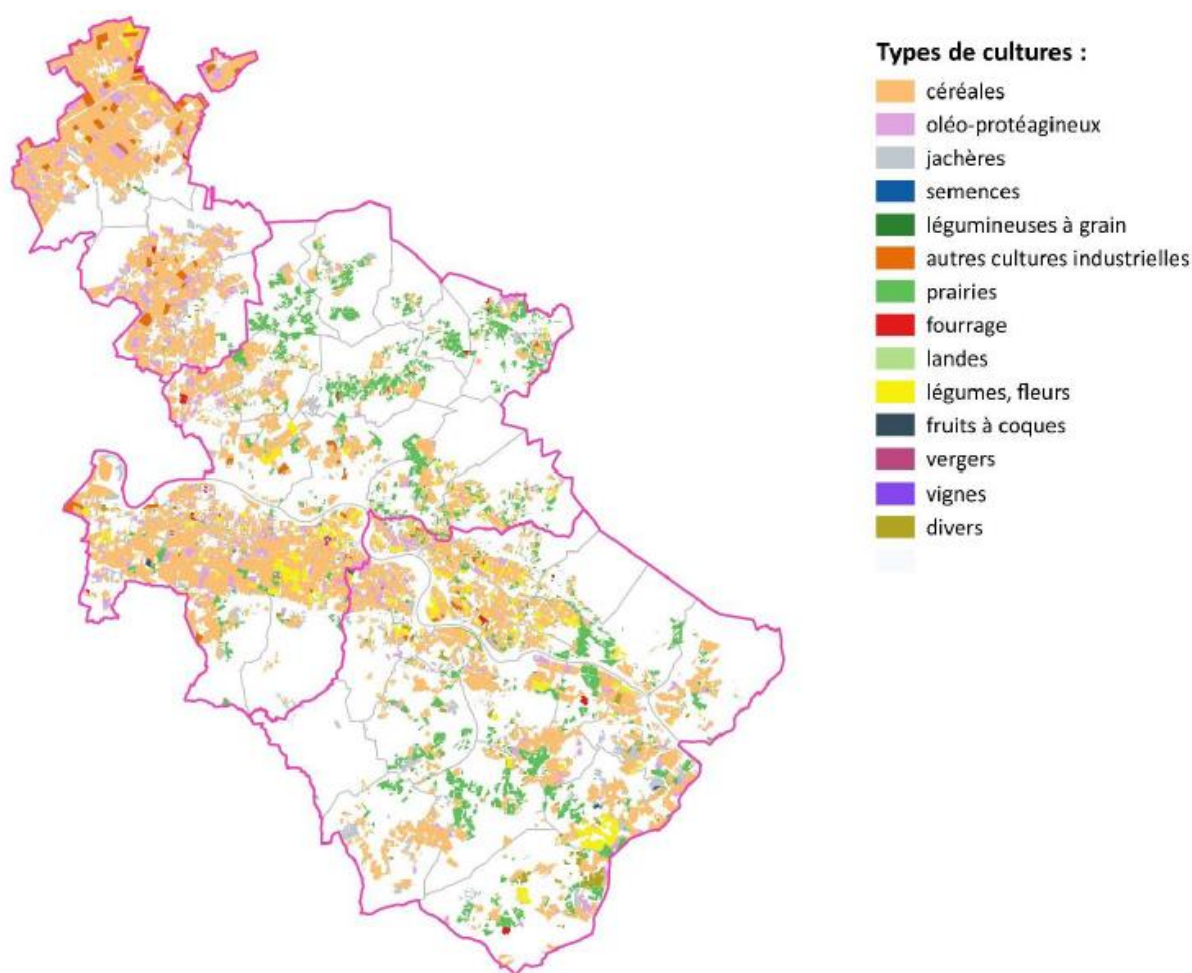 Types de cultures :
céréales
oléo-protéagineux
jachères
semences
légumineuses à grain
autres cultures industrielles
prairies
fourrage
landes
légumes, fleurs
fruits à coques
vergers
vignes
divers